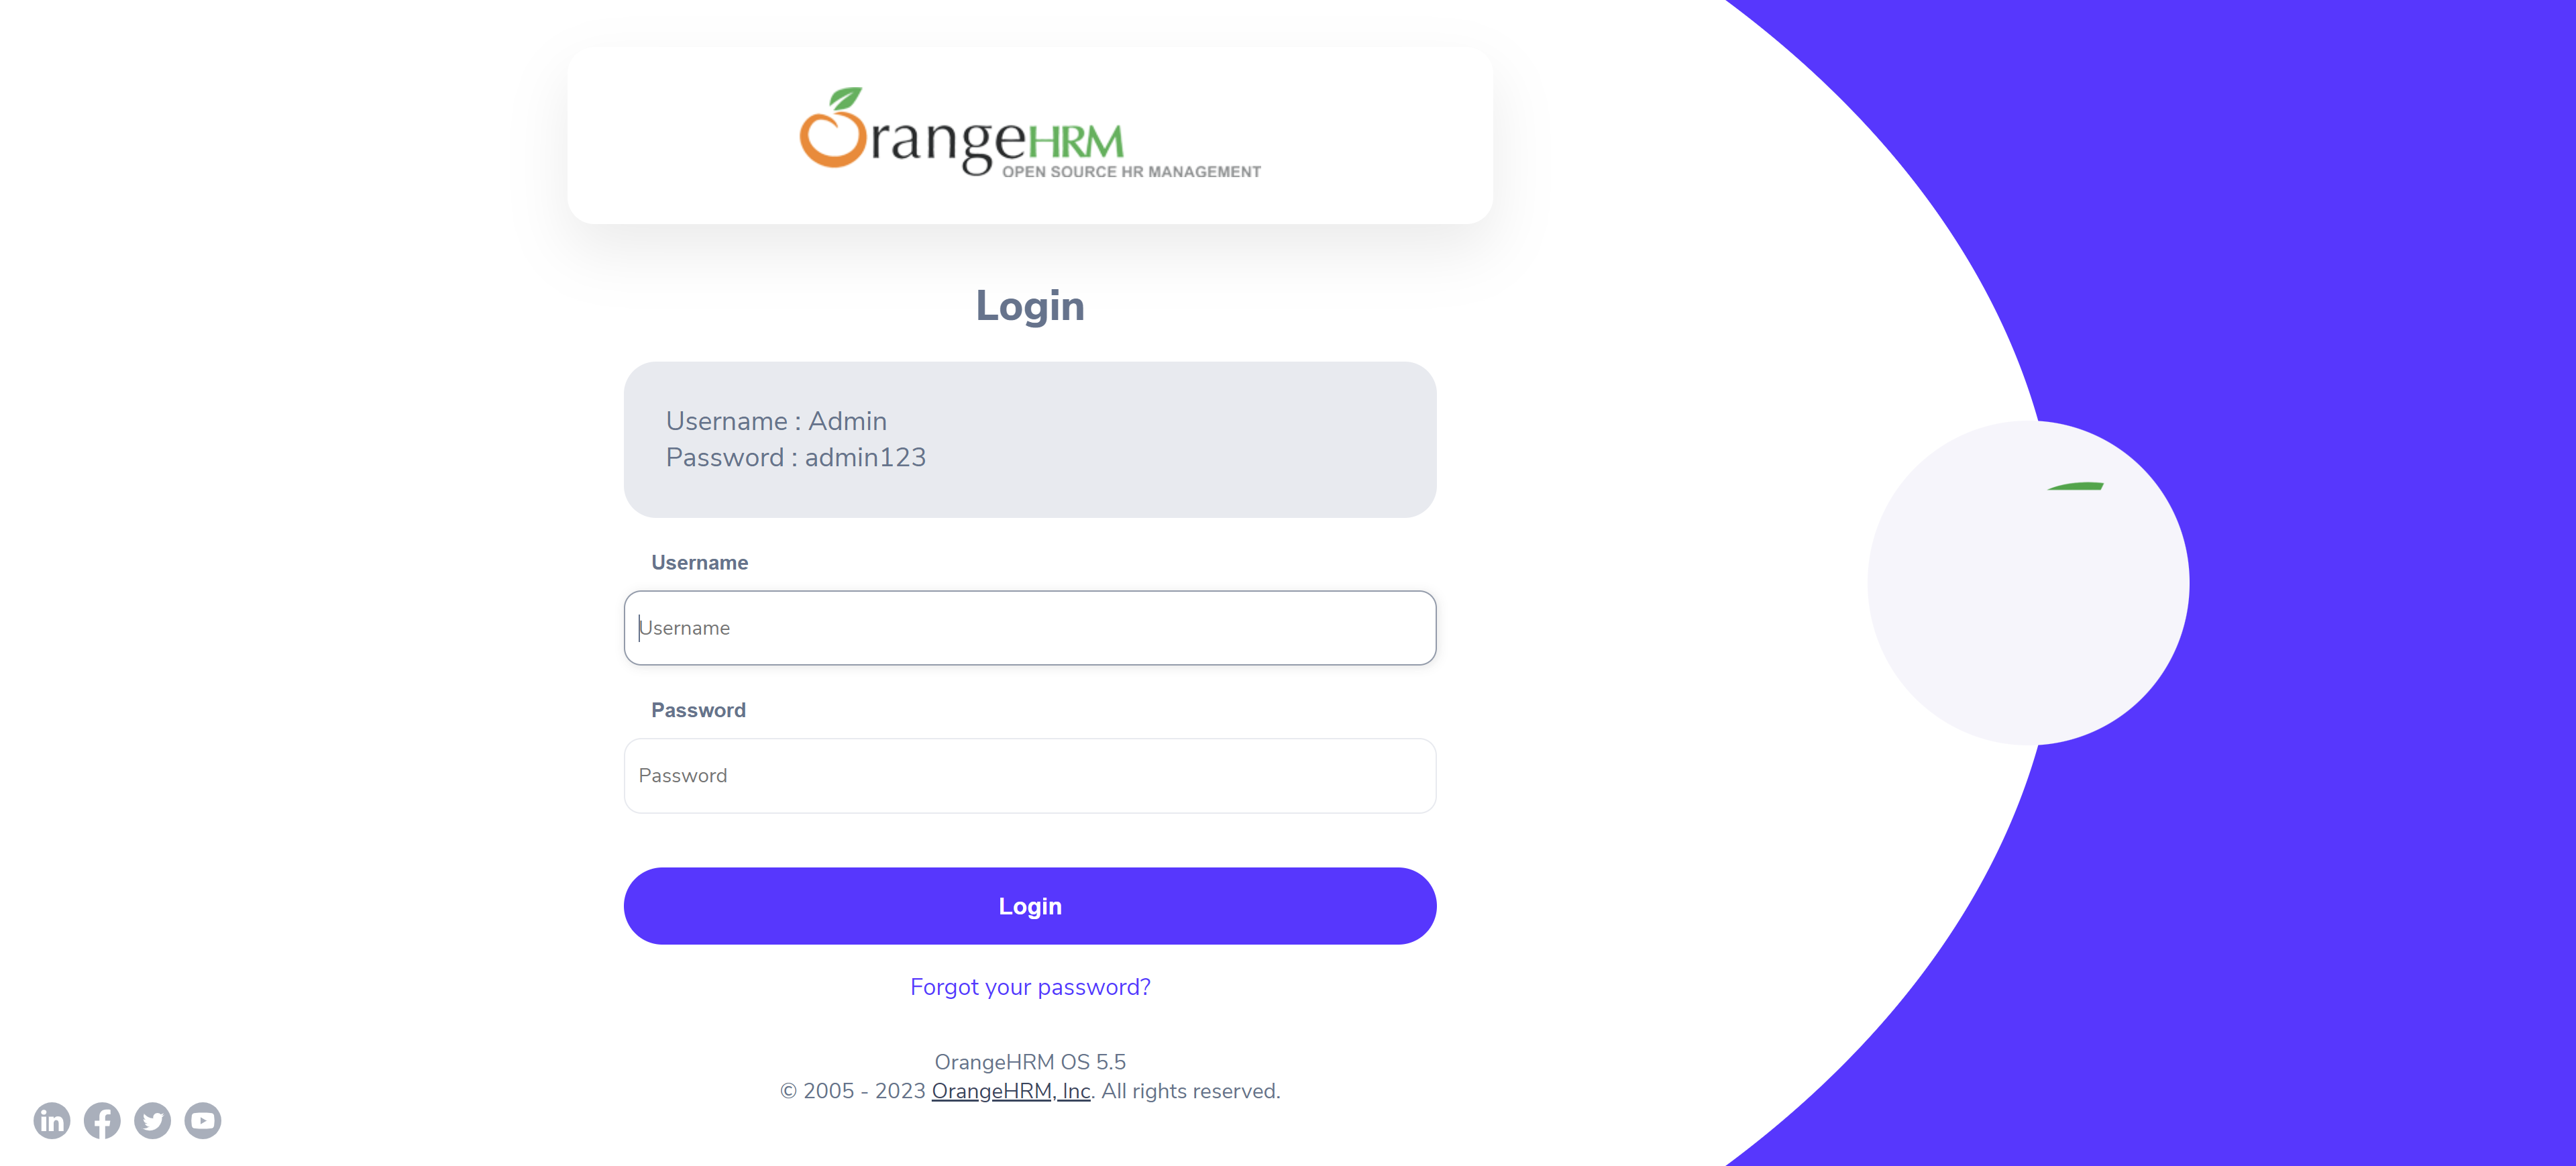 OrangeHRM
OPEN SOURCE HR MANAGEMENT
Login
Username : Admin
Password : admin123
Username
Username
Password
Password
Login
Forgot your password?
OrangeHRM OS 5.5
© 2005 - 2023 OrangeHRM, Inc. All rights reserved.